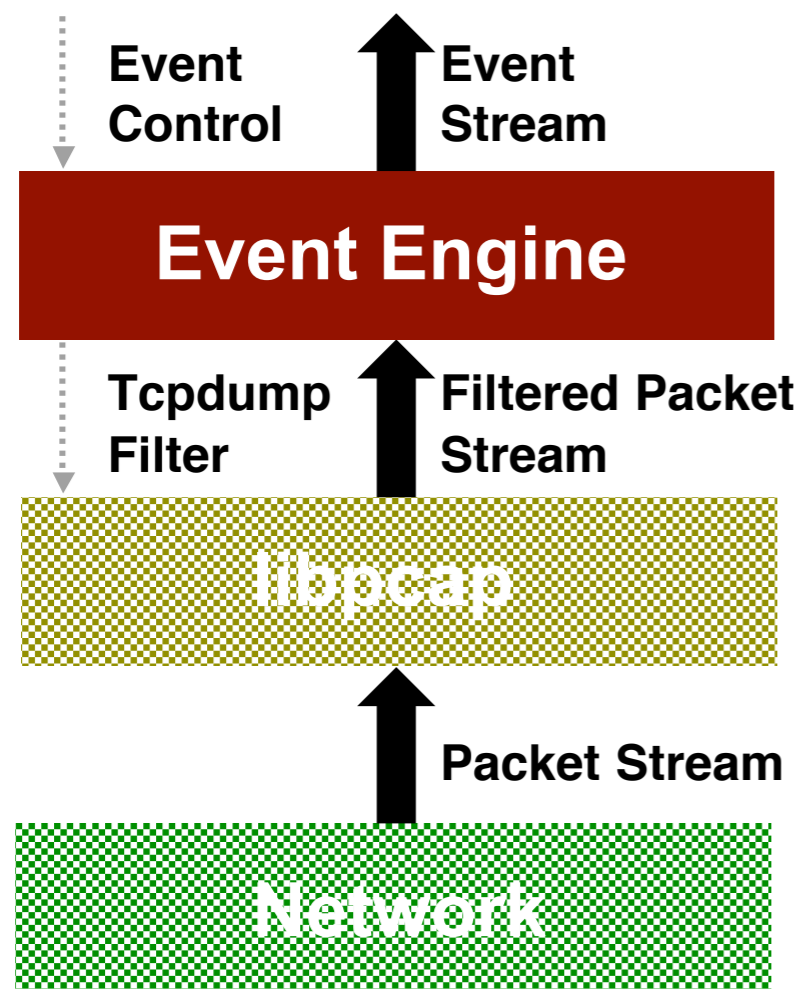 Event
Control
Event
Stream
Event Engine
Tcpdump
Filter
Filtered Packet
Stream
libpcap
Packet Stream
Network